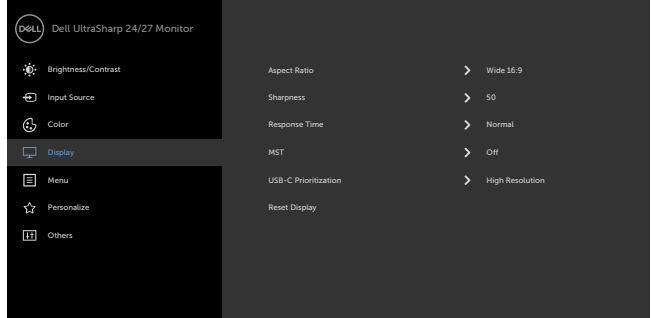 DELL Dell UltraSharp 24/27 Monitor
Brightness/Contrast
Input Source
Color
Display
Menu
Personalize
Others
Aspect Ratio Wide 16:9
Sharpness 50
Response Time Normal
MST Off
USB-C Prioritization High Resolution
Reset Display